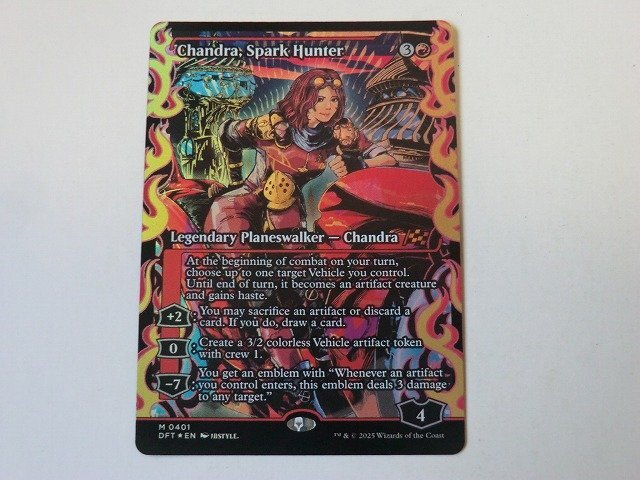 Chandra, Spark Hunter 3
Legendary Planeswalker — Chandra
At the beginning of combat on your turn,
choose up to one target Vehicle you control.
Until end of turn, it becomes an artifact creature
and gains haste.
+2 : You may sacrifice an artifact or discard a
card. If you do, draw a card.
0 : Create a 3/2 colorless Vehicle artifact token
with crew 1.
−7 : You get an emblem with “Whenever an artifact
you control enters, this emblem deals 3 damage
to any target.”
4
M 0401
DFT ★ EN JBSTYLE.
™ & © 2025 Wizards of the Coast